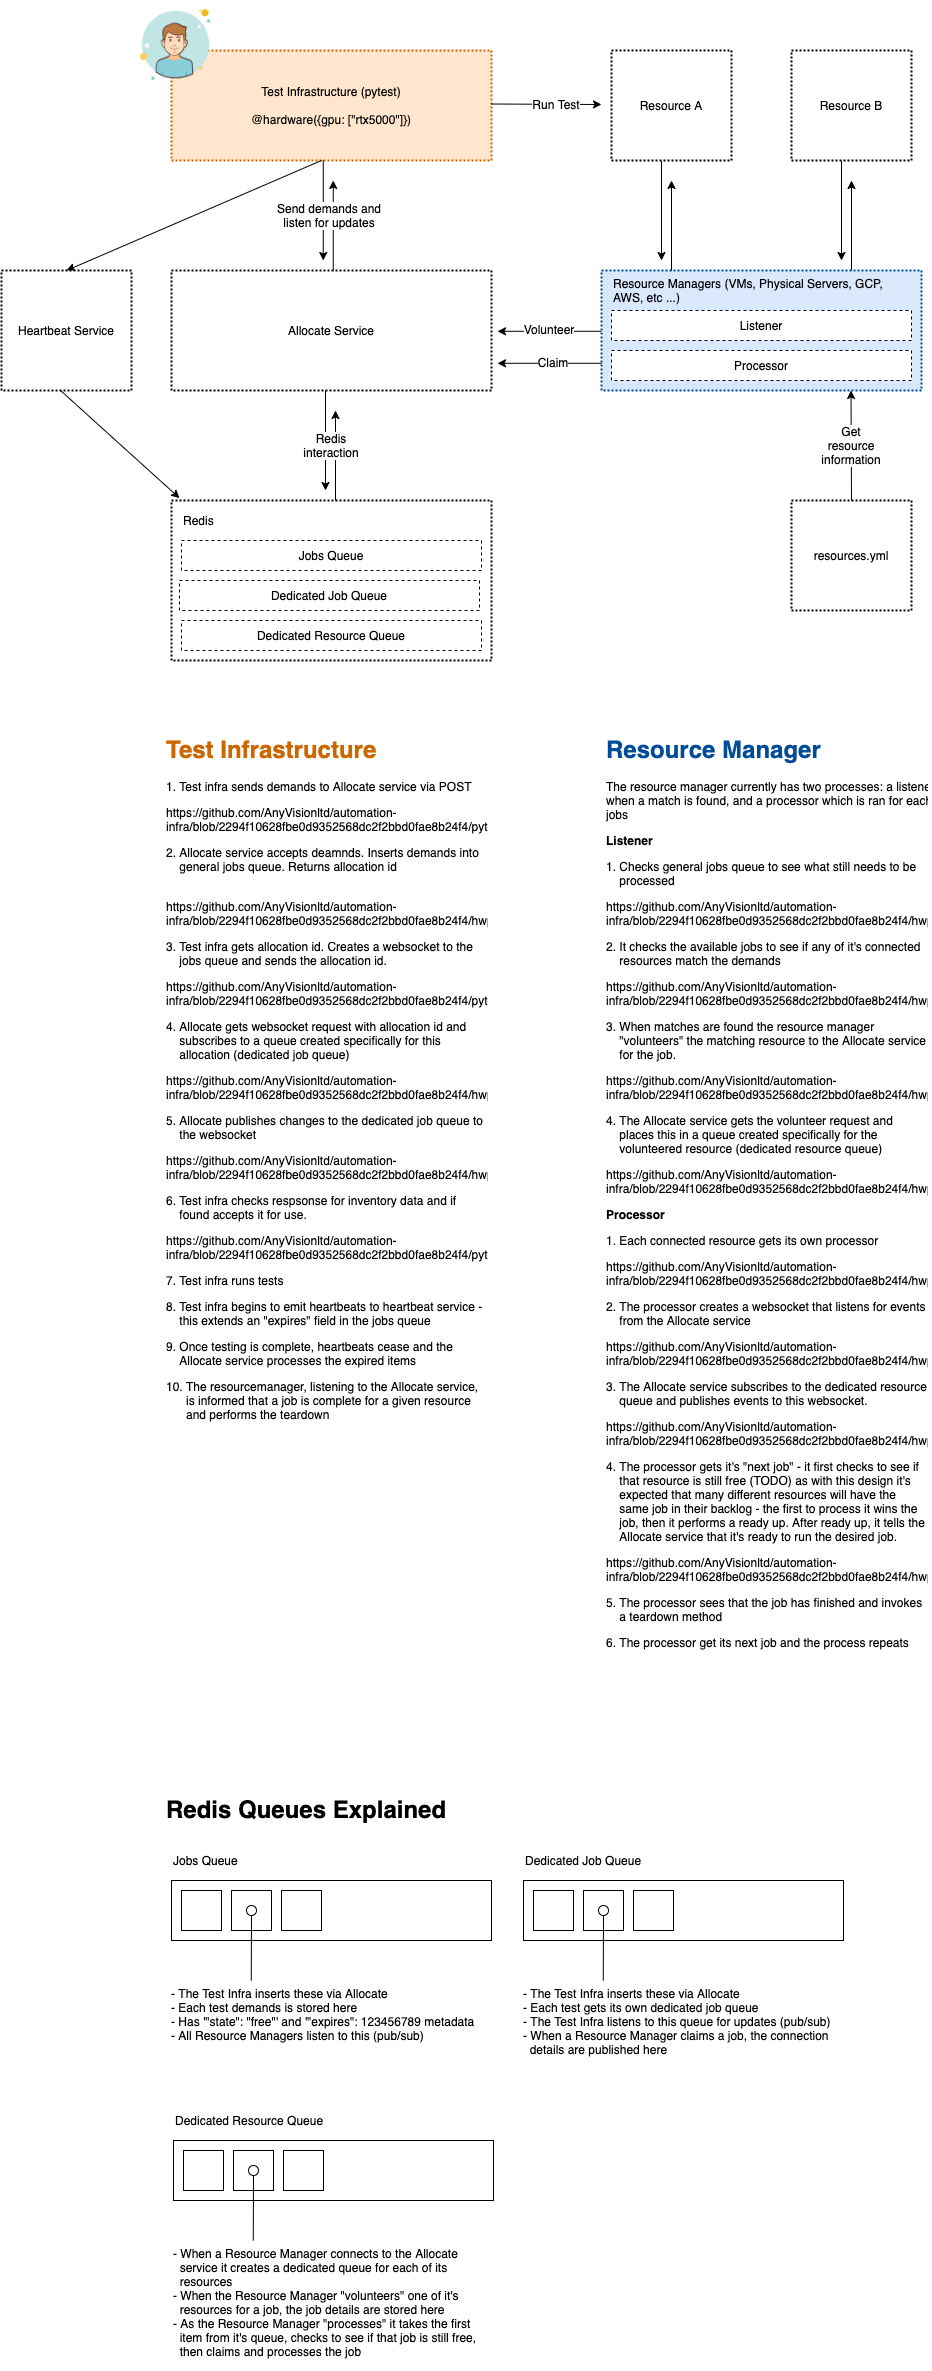 Test Infrastructure (pytest)
@hardware({gpu: ["rtx5000"]})
Run Test
Resource A
Resource B
Send demands and
listen for updates
Heartbeat Service
Allocate Service
Volunteer
Claim
Resource Managers (VMs, Physical Servers, GCP,
AWS, etc ...)
Listener
Processor
Redis
interaction
Get
resource
information
Redis
Jobs Queue
Dedicated Job Queue
Dedicated Resource Queue
resources.yml
Test Infrastructure
1. Test infra sends demands to Allocate service via POST
https://github.com/AnyVisionltd/automation-
infra/blob/2294f10628fbe0d9352568dc2f2bbd0fae8b24f4/pyt
2. Allocate service accepts deamnds. Inserts demands into
general jobs queue. Returns allocation id
https://github.com/AnyVisionltd/automation-
infra/blob/2294f10628fbe0d9352568dc2f2bbd0fae8b24f4/hw
3. Test infra gets allocation id. Creates a websocket to the
jobs queue and sends the allocation id.
https://github.com/AnyVisionltd/automation-
infra/blob/2294f10628fbe0d9352568dc2f2bbd0fae8b24f4/pyt
4. Allocate gets websocket request with allocation id and
subscribes to a queue created specifically for this
allocation (dedicated job queue)
https://github.com/AnyVisionltd/automation-
infra/blob/2294f10628fbe0d9352568dc2f2bbd0fae8b24f4/hw
5. Allocate publishes changes to the dedicated job queue to
the websocket
https://github.com/AnyVisionltd/automation-
infra/blob/2294f10628fbe0d9352568dc2f2bbd0fae8b24f4/hw
6. Test infra checks respsonse for inventory data and if
found accepts it for use.
https://github.com/AnyVisionltd/automation-
infra/blob/2294f10628fbe0d9352568dc2f2bbd0fae8b24f4/pyt
7. Test infra runs tests
8. Test infra begins to emit heartbeats to heartbeat service -
this extends an "expires" field in the jobs queue
9. Once testing is complete, heartbeats cease and the
Allocate service processes the expired items
10. The resourcemanager, listening to the Allocate service,
is informed that a job is complete for a given resource
and performs the teardown
Resource Manager
The resource manager currently has two processes: a listene
when a match is found, and a processor which is ran for each
jobs
Listener
1. Checks general jobs queue to see what still needs to be
processed
https://github.com/AnyVisionltd/automation-
infra/blob/2294f10628fbe0d9352568dc2f2bbd0fae8b24f4/hwp
2. It checks the available jobs to see if any of it's connected
resources match the demands
https://github.com/AnyVisionltd/automation-
infra/blob/2294f10628fbe0d9352568dc2f2bbd0fae8b24f4/hwp
3. When matches are found the resource manager
"volunteers" the matching resource to the Allocate service
for the job.
https://github.com/AnyVisionltd/automation-
infra/blob/2294f10628fbe0d9352568dc2f2bbd0fae8b24f4/hwp
4. The Allocate service gets the volunteer request and
places this in a queue created specifically for the
volunteered resource (dedicated resource queue)
https://github.com/AnyVisionltd/automation-
infra/blob/2294f10628fbe0d9352568dc2f2bbd0fae8b24f4/hwp
Processor
1. Each connected resource gets its own processor
https://github.com/AnyVisionltd/automation-
infra/blob/2294f10628fbe0d9352568dc2f2bbd0fae8b24f4/hwp
2. The processor creates a websocket that listens for events
from the Allocate service
https://github.com/AnyVisionltd/automation-
infra/blob/2294f10628fbe0d9352568dc2f2bbd0fae8b24f4/hwp
3. The Allocate service subscribes to the dedicated resource
queue and publishes events to this websocket.
https://github.com/AnyVisionltd/automation-
infra/blob/2294f10628fbe0d9352568dc2f2bbd0fae8b24f4/hwp
4. The processor gets it's "next job" - it first checks to see if
that resource is still free (TODO) as with this design it's
expected that many different resources will have the
same job in their backlog - the first to process it wins the
job, then it performs a ready up. After ready up, it tells the
Allocate service that it's ready to run the desired job.
https://github.com/AnyVisionltd/automation-
infra/blob/2294f10628fbe0d9352568dc2f2bbd0fae8b24f4/hwp
5. The processor sees that the job has finished and invokes
a teardown method
6. The processor get its next job and the process repeats
Redis Queues Explained
Jobs Queue
- The Test Infra inserts these via Allocate
- Each test demands is stored here
- Has '"state": "free"' and '"expires": 123456789 metadata
- All Resource Managers listen to this (pub/sub)
Dedicated Job Queue
- The Test Infra inserts these via Allocate
- Each test gets its own dedicated job queue
- The Test Infra listens to this queue for updates (pub/sub)
- When a Resource Manager claims a job, the connection
details are published here
Dedicated Resource Queue
- When a Resource Manager connects to the Allocate
service it creates a dedicated queue for each of its
resources
- When the Resource Manager "volunteers" one of it's
resources for a job, the job details are stored here
- As the Resource Manager "processes" it takes the first
item from it's queue, checks to see if that job is still free,
then claims and processes the job